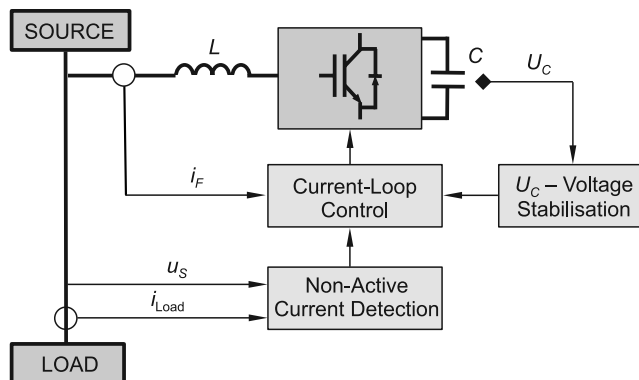 SOURCE
L
C
U_C
i_F
Current-Loop
Control
U_C – Voltage
Stabilisation
u_S
i_Load
Non-Active
Current Detection
LOAD